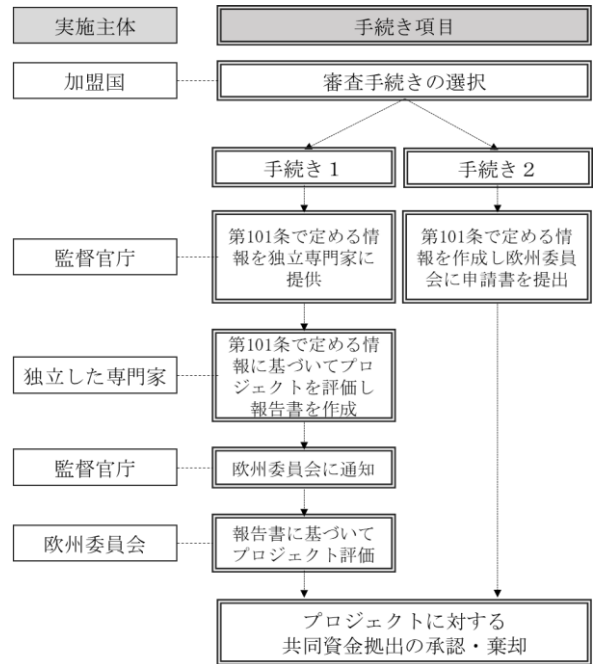 実施主体
手続き項目
加盟国
審査手続きの選択
手続き１
手続き２
監督官庁
第101条で定める情
報を独立専門家に
提供
第101条で定める情
報を作成し欧州委員
会に申請書を提出
独立した専門家
第101条で定める情
報に基づいてプロ
ジェクトを評価し
報告書を作成
監督官庁
欧州委員会に通知
欧州委員会
報告書に基づいて
プロジェクト評価
プロジェクトに対する
共同資金拠出の承認・棄却